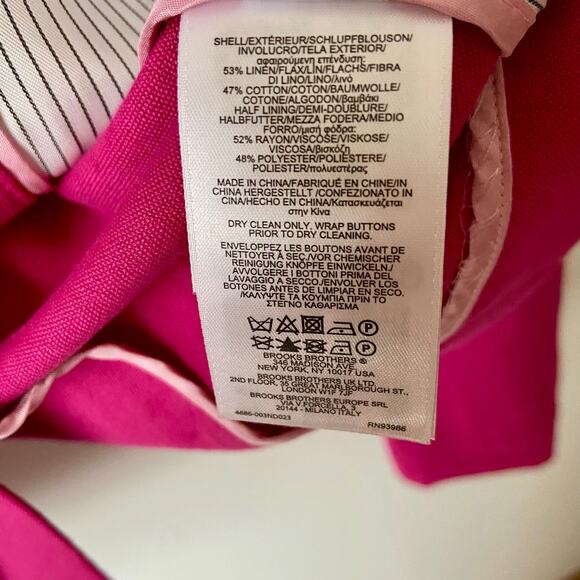 SHELL/EXTÉRIEUR/SCHLUPFBLOUSON/
INVOLUCRO/TELA EXTERIOR/
αφαιρούμενη επένδυση:
53% LINEN/FLAX/LIN/FLACHS/FIBRA
DI LINO/LINO/λινό
47% COTTON/COTON/BAUMWOLLE/
COTONE/ALGODON/βαμβάκι
HALF LINING/DEMI-DOUBLURE/
HALBFUTTER/MEZZA FODERA/MEDIO
FORRO/μισή φόδρα:
52% RAYON/VISCOSE/VISKOSE/
VISCOSA/βισκόζη
48% POLYESTER/POLIESTERE/
POLIESTER/πολυεστέρας
MADE IN CHINA/FABRIQUÉ EN CHINE/IN
CHINA HERGESTELLT /CONFEZIONATO IN
CINA/HECHO EN CHINA/Κατασκευάζεται
στην Κίνα
DRY CLEAN ONLY. WRAP BUTTONS
PRIOR TO DRY CLEANING.
ENVELOPPEZ LES BOUTONS AVANT DE
NETTOYER À SEC./VOR CHEMISCHER
REINIGUNG KNÖPFE EINWICKELN./
AVVOLGERE I BOTTONI PRIMA DEL
LAVAGGIO A SECCO/ENVOLVER LOS
BOTONES ANTES DE LIMPIAR EN SECO.
/ΚΑΛΥΨΤΕ ΤΑ ΚΟΥΜΠΙΑ ΠΡΙΝ ΤΟ
ΣΤΕΓΝΟ ΚΑΘΑΡΙΣΜΑ
BROOKS BROTHERS ®
346 MADISON AVE
NEW YORK, NY 10017 USA
BROOKS BROTHERS UK LTD
2ND FLOOR, 35 GREAT MARLBOROUGH ST.,
LONDON W1F 7JF
BROOKS BROTHERS EUROPE SRL
VIA V.FORCELLA 3,
20144 - MILANO ITALY
4686-003ND023
RN93986